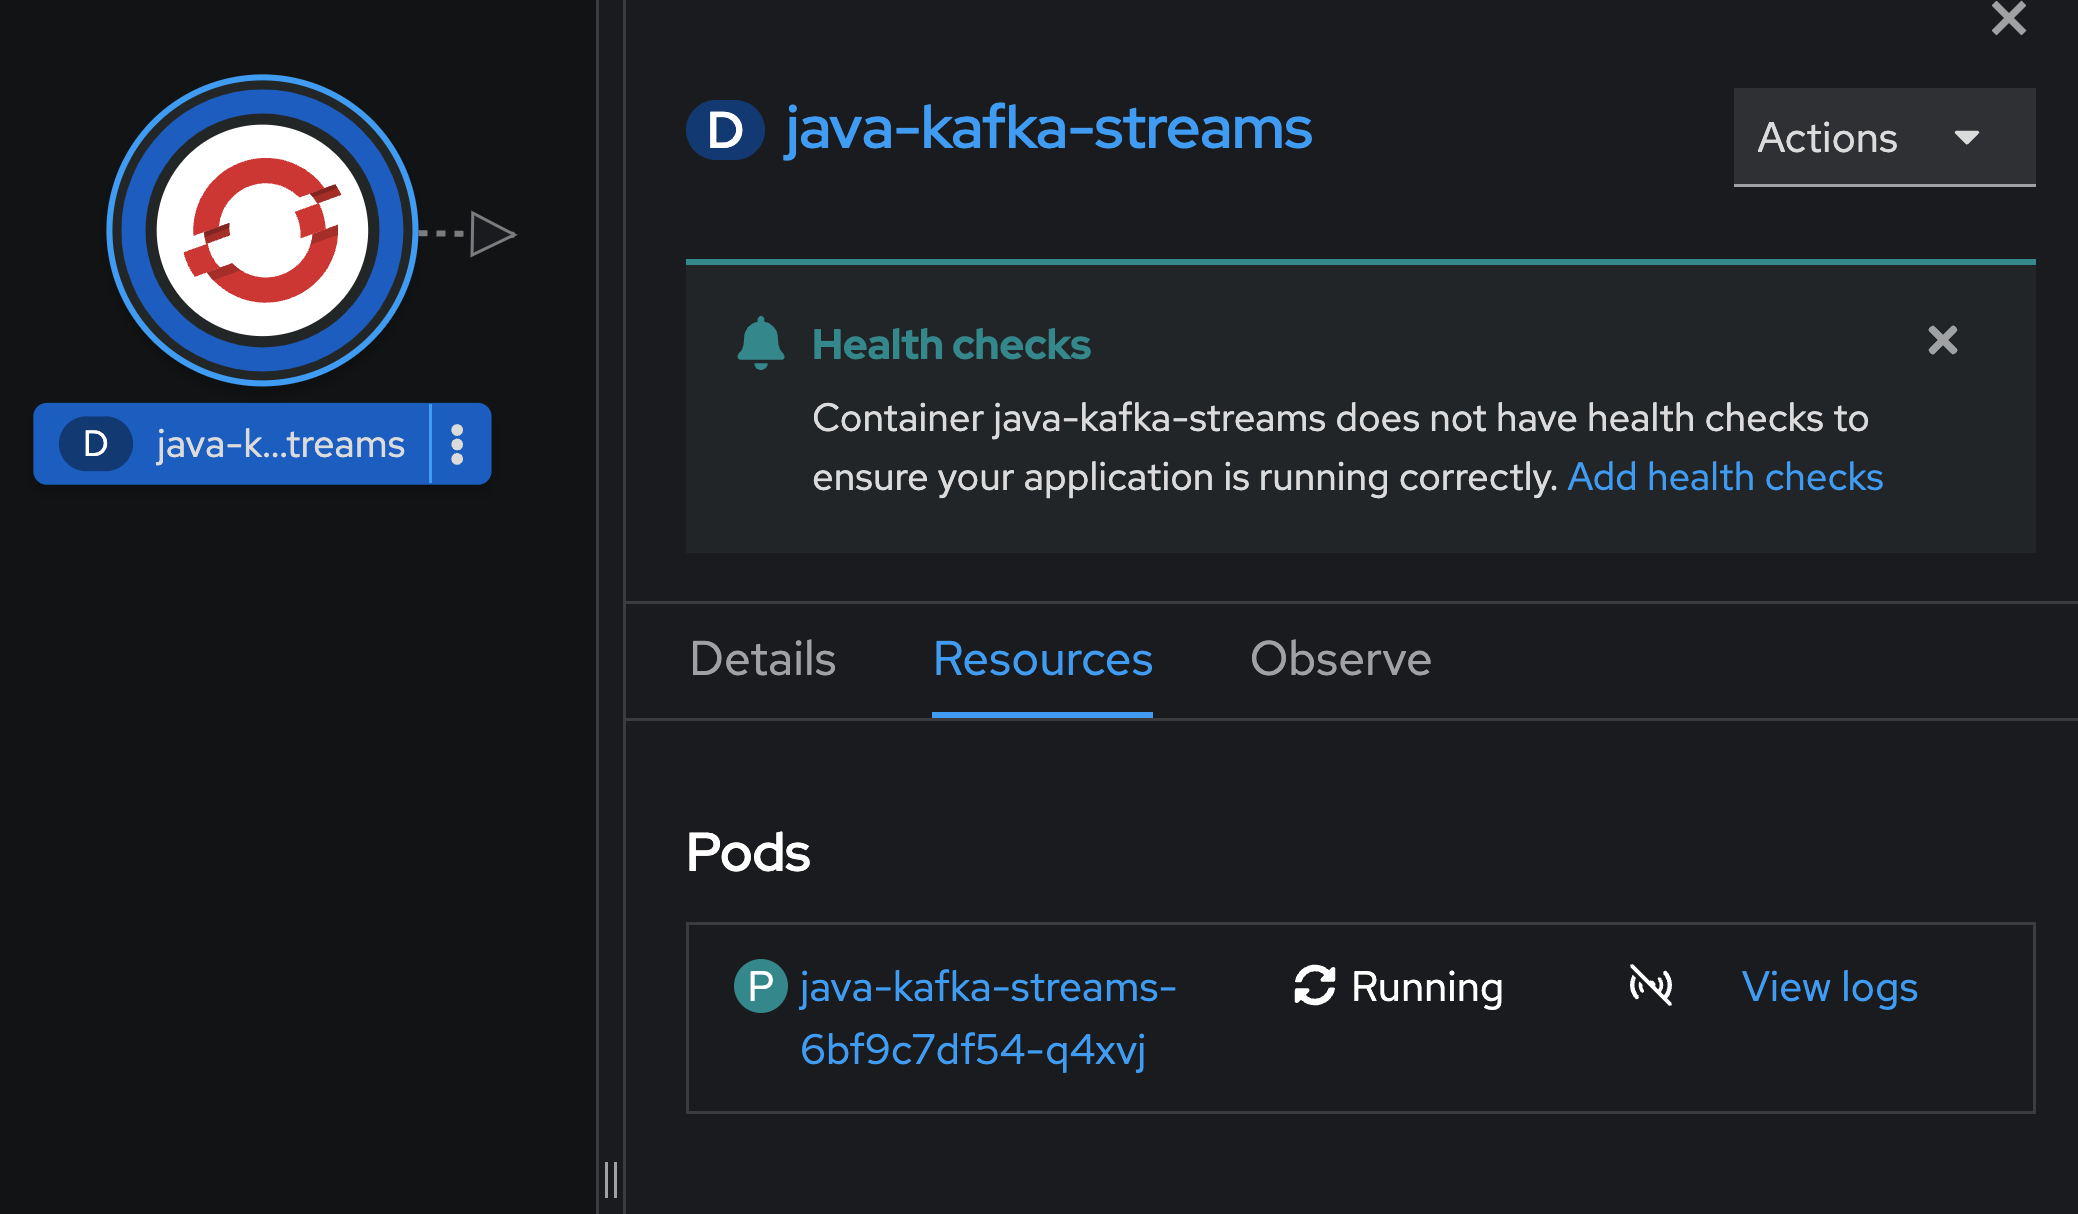 D java-k...treams
D java-kafka-streams
Actions
Health checks
Container java-kafka-streams does not have health checks to
ensure your application is running correctly. Add health checks
Details Resources Observe
Pods
P java-kafka-streams- Running View logs
6bf9c7df54-q4xvj